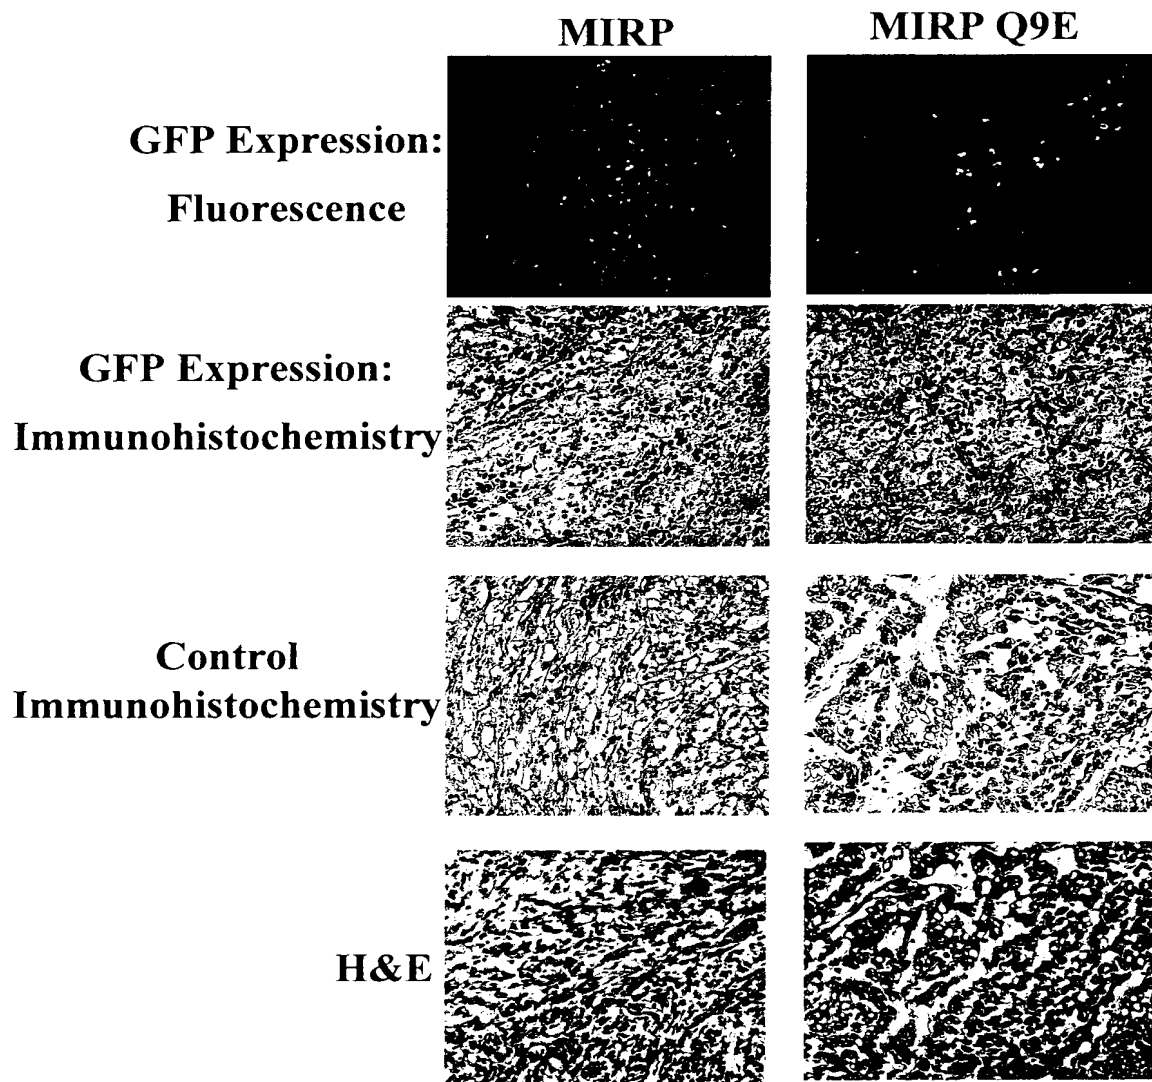 MIRP
MIRP Q9E
GFP Expression:
Fluorescence
GFP Expression:
Immunohistochemistry
Control
Immunohistochemistry
H&E